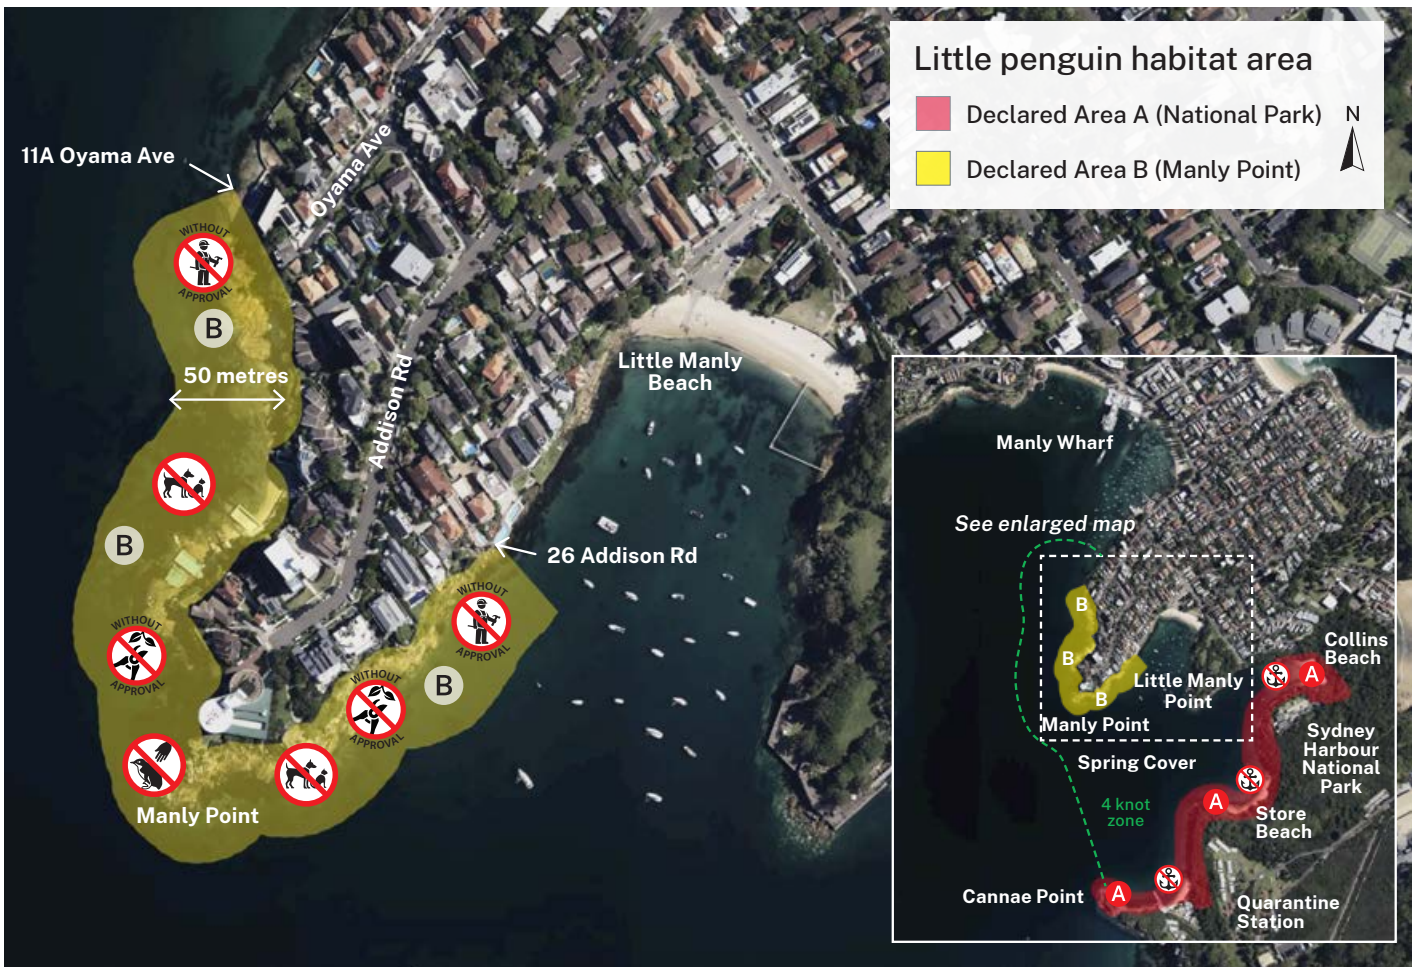 Little penguin habitat area
Declared Area A (National Park)
Declared Area B (Manly Point)
N
11A Oyama Ave
Oyama Ave
WITHOUT
APPROVAL
B
50 metres
Addison Rd
Little Manly
Beach
B
26 Addison Rd
WITHOUT
APPROVAL
WITHOUT
APPROVAL
B
WITHOUT
APPROVAL
Manly Point
Manly Wharf
See enlarged map
B
B
B
Little Manly
Point
Manly Point
Spring Cover
4 knot
zone
Collins
Beach
A
Sydney
Harbour
National
Park
A
Store
Beach
Cannae Point
A
Quarantine
Station